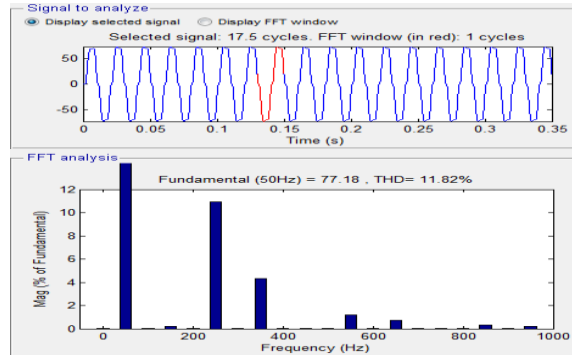 Signal to analyze
Display selected signal Display FFT window
Selected signal: 17.5 cycles. FFT window (in red): 1 cycles
50
0
-50
0 0.05 0.1 0.15 0.2 0.25 0.3 0.35
Time (s)
FFT analysis
Fundamental (50Hz) = 77.18 , THD= 11.82%
Mag (% of Fundamental)
12
10
8
6
4
2
0
0 200 400 600 800 1000
Frequency (Hz)